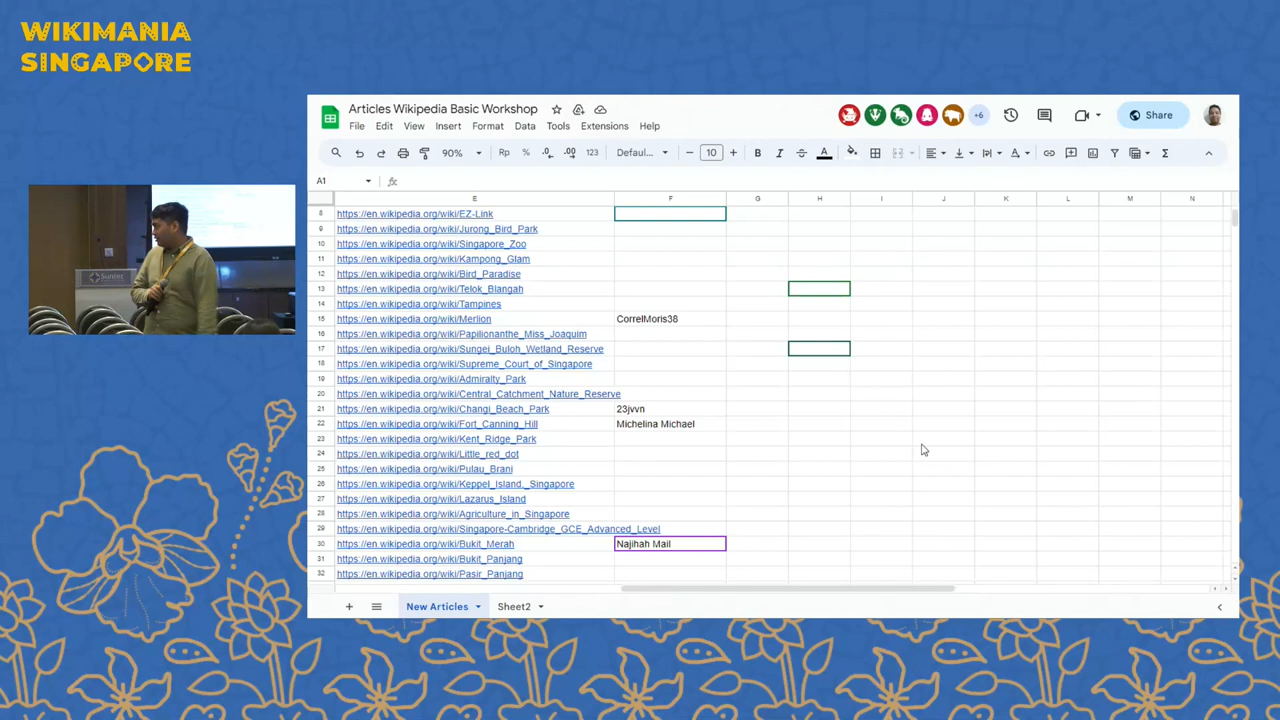 WIKIMANIA
SINGAPORE
Articles Wikipedia Basic Workshop
+6
Share
File Edit View Insert Format Data Tools Extensions Help
90% Rp % .0 .00 123 Defaul... 10 B I A
A1 fx
E F G H I J K L M N
8 https://en.wikipedia.org/wiki/EZ-Link
9 https://en.wikipedia.org/wiki/Jurong_Bird_Park
10 https://en.wikipedia.org/wiki/Singapore_Zoo
11 https://en.wikipedia.org/wiki/Kampong_Glam
12 https://en.wikipedia.org/wiki/Bird_Paradise
13 https://en.wikipedia.org/wiki/Telok_Blangah
14 https://en.wikipedia.org/wiki/Tampines
15 https://en.wikipedia.org/wiki/Merlion CorrelMoris38
16 https://en.wikipedia.org/wiki/Papilionanthe_Miss_Joaquim
17 https://en.wikipedia.org/wiki/Sungei_Buloh_Wetland_Reserve
18 https://en.wikipedia.org/wiki/Supreme_Court_of_Singapore
19 https://en.wikipedia.org/wiki/Admiralty_Park
20 https://en.wikipedia.org/wiki/Central_Catchment_Nature_Reserve
21 https://en.wikipedia.org/wiki/Changi_Beach_Park 23jvvn
22 https://en.wikipedia.org/wiki/Fort_Canning_Hill Michelina Michael
23 https://en.wikipedia.org/wiki/Kent_Ridge_Park
24 https://en.wikipedia.org/wiki/Little_red_dot
25 https://en.wikipedia.org/wiki/Pulau_Brani
26 https://en.wikipedia.org/wiki/Keppel_Island,_Singapore
27 https://en.wikipedia.org/wiki/Lazarus_Island
28 https://en.wikipedia.org/wiki/Agriculture_in_Singapore
29 https://en.wikipedia.org/wiki/Singapore-Cambridge_GCE_Advanced_Level
30 https://en.wikipedia.org/wiki/Bukit_Merah Najihah Mail
31 https://en.wikipedia.org/wiki/Bukit_Panjang
32 https://en.wikipedia.org/wiki/Pasir_Panjang
New Articles Sheet2
Suntec